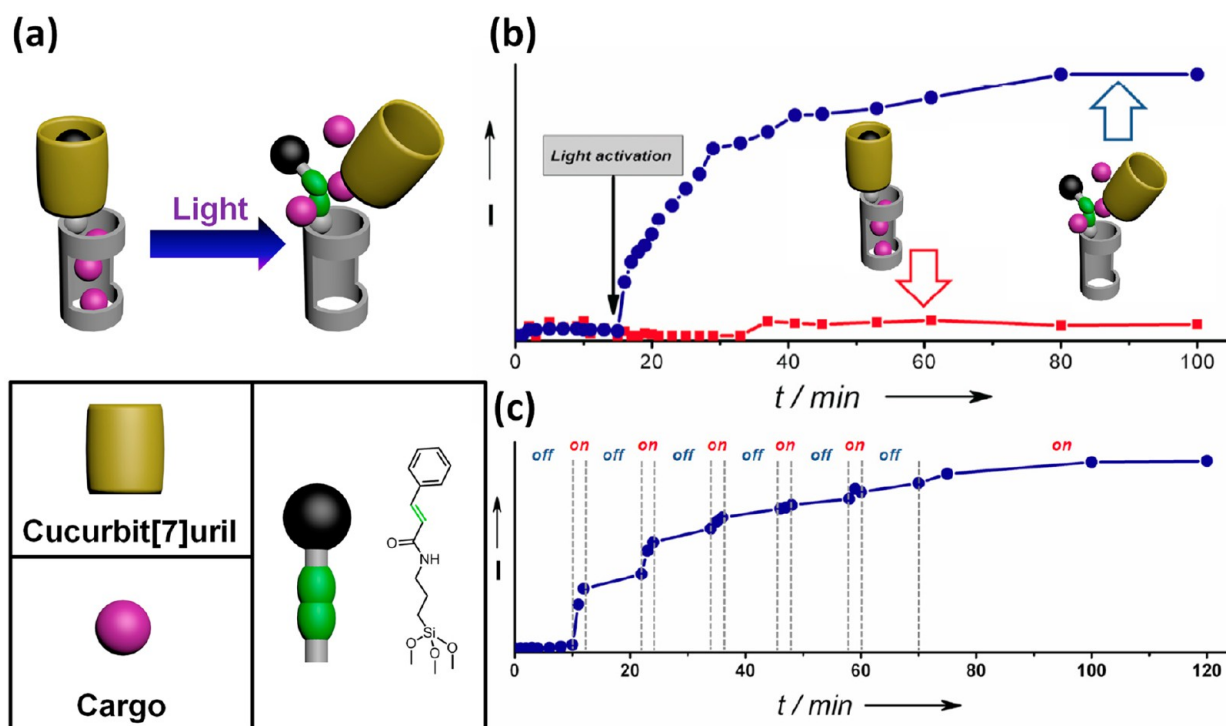 (a)
Light
Cucurbit[7]uril
Cargo
O
NH
Si
O
O
O
(b)
Light activation
I
0 20 40 60 80 100
t / min
(c)
off on off on off on off on off on off on
I
0 20 40 60 80 100 120
t / min